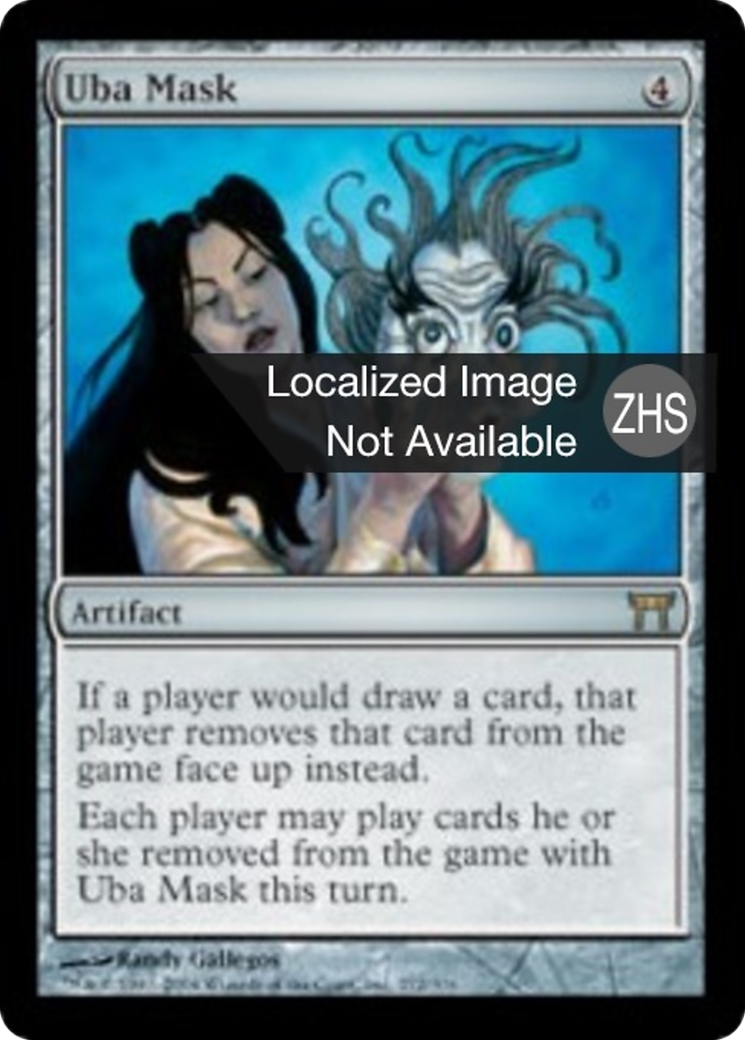 Uba Mask 4
Localized Image
Not Available
ZHS
Artifact
If a player would draw a card, that
player removes that card from the
game face up instead.
Each player may play cards he or
she removed from the game with
Uba Mask this turn.
Randy Gallegos